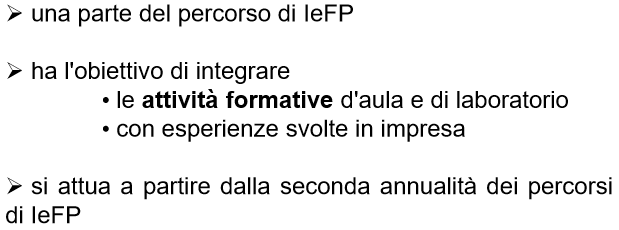 ➢ una parte del percorso di IeFP
➢ ha l'obiettivo di integrare
• le attività formative d'aula e di laboratorio
• con esperienze svolte in impresa
➢ si attua a partire dalla seconda annualità dei percorsi
di IeFP